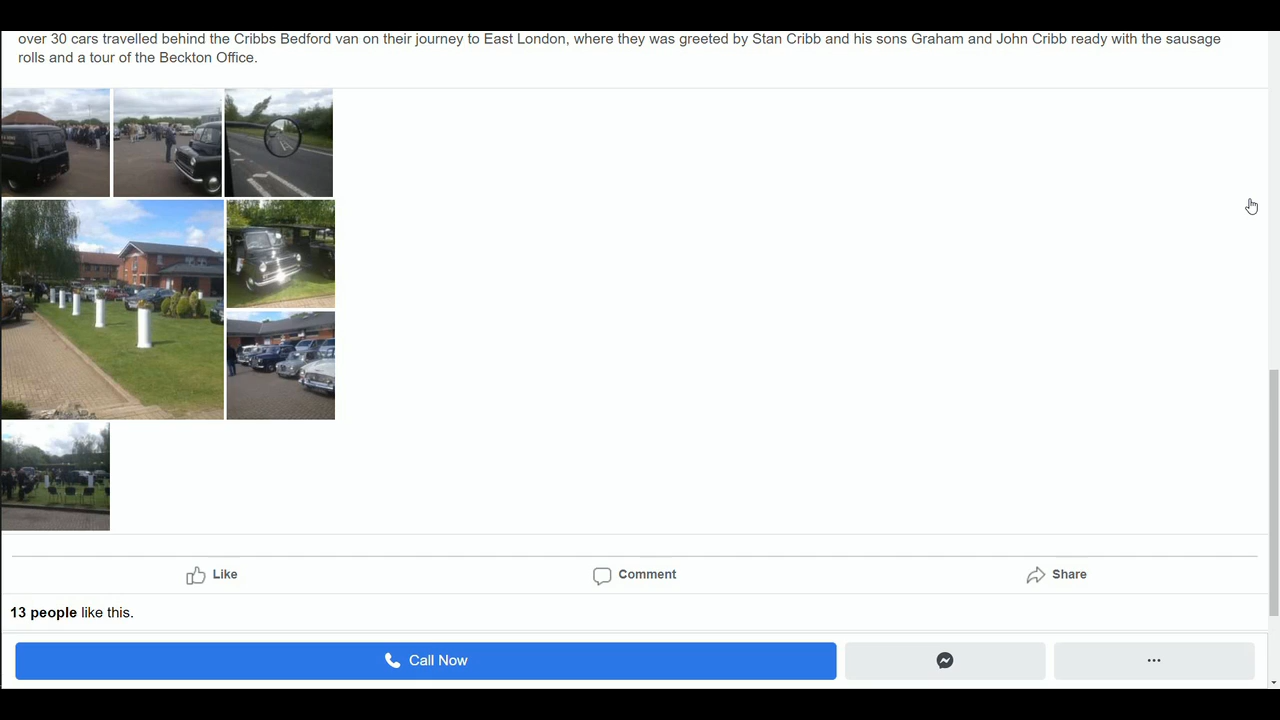 over 30 cars travelled behind the Cribbs Bedford van on their journey to East London, where they was greeted by Stan Cribb and his sons Graham and John Cribb ready with the sausage
rolls and a tour of the Beckton Office.
Like
Comment
Share
13 people like this.
Call Now